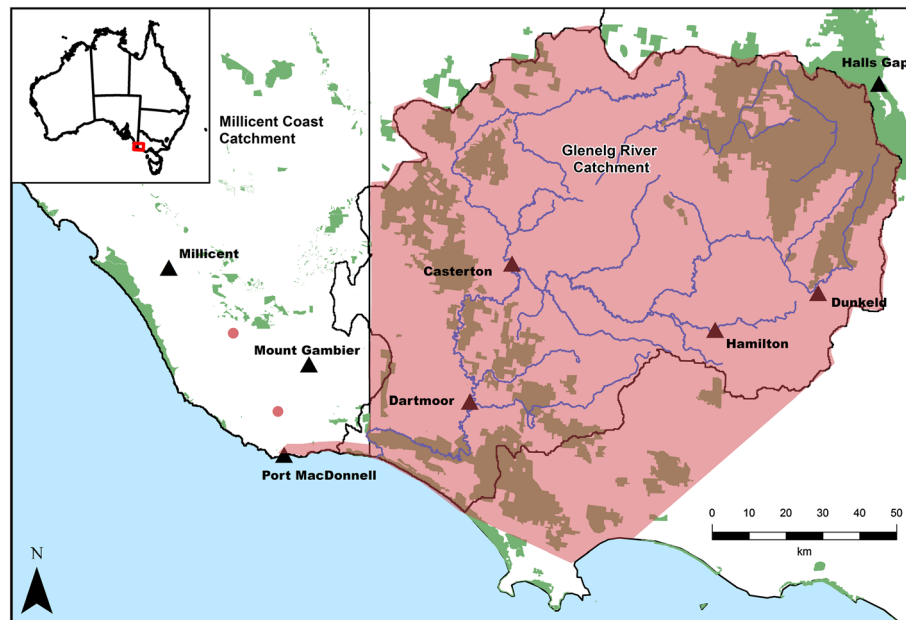 Halls Gap
Millicent Coast
Catchment
Glenelg River
Catchment
Millicent
Casterton
Dunkeld
Hamilton
Mount Gambier
Dartmoor
Port MacDonnell
0 10 20 30 40 50
km
N